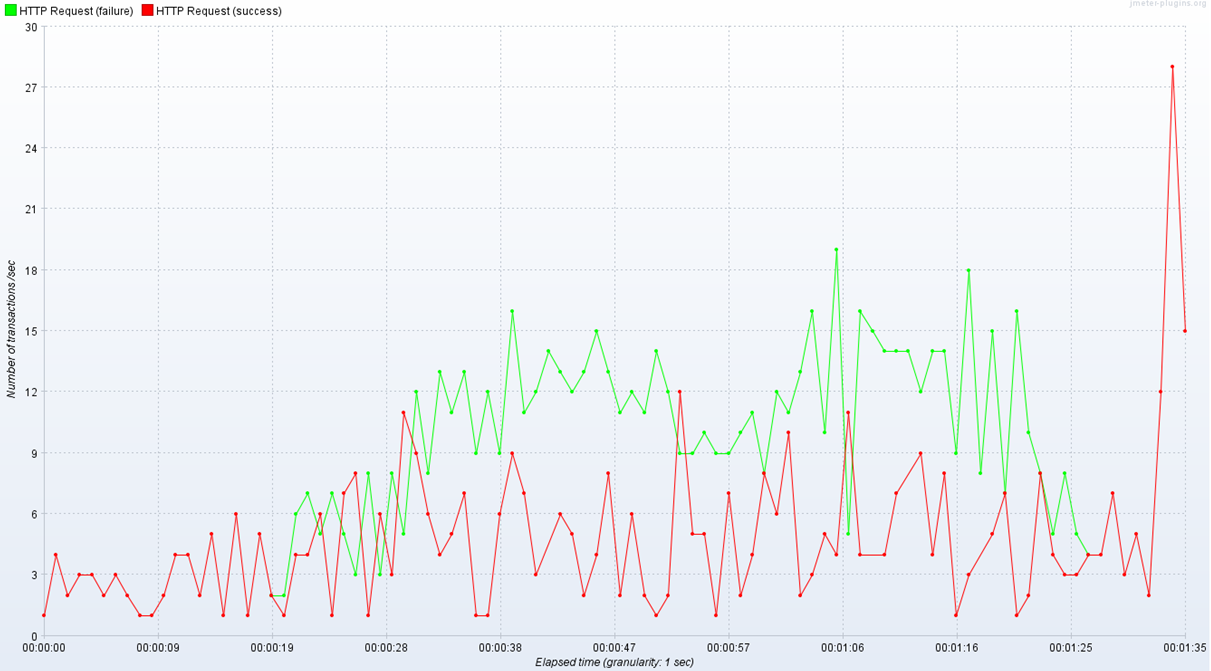 jmeter-plugins.org
HTTP Request (failure) HTTP Request (success)
30
27
24
21
18
15
12
9
6
3
0
Number of transactions /sec
00:00:00 00:00:09 00:00:19 00:00:28 00:00:38 00:00:47 00:00:57 00:01:06 00:01:16 00:01:25 00:01:35
Elapsed time (granularity: 1 sec)